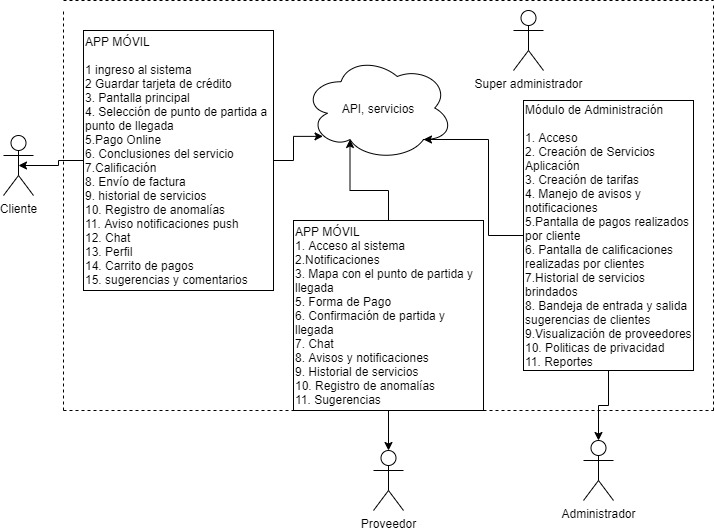 APP MÓVIL
1 ingreso al sistema
2 Guardar tarjeta de crédito
3. Pantalla principal
4. Selección de punto de partida a
punto de llegada
5.Pago Online
6. Conclusiones del servicio
7.Calificación
8. Envío de factura
9. historial de servicios
10. Registro de anomalías
11. Aviso notificaciones push
12. Chat
13. Perfil
14. Carrito de pagos
15. sugerencias y comentarios
Cliente
API, servicios
Super administrador
Módulo de Administración
1. Acceso
2. Creación de Servicios
Aplicación
3. Creación de tarifas
4. Manejo de avisos y
notificaciones
5.Pantalla de pagos realizados
por cliente
6. Pantalla de calificaciones
realizadas por clientes
7.Historial de servicios
brindados
8. Bandeja de entrada y salida
sugerencias de clientes
9.Visualización de proveedores
10. Politicas de privacidad
11. Reportes
APP MÓVIL
1. Acceso al sistema
2.Notificaciones
3. Mapa con el punto de partida y
llegada
5. Forma de Pago
6. Confirmación de partida y
llegada
7. Chat
8. Avisos y notificaciones
9. Historial de servicios
10. Registro de anomalías
11. Sugerencias
Proveedor
Administrador